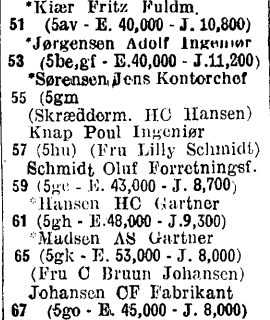 *Kiær Fritz Fuldm.
51 (5av - E. 40,000 - J. 10,800)
*Jørgensen Adolf Ingeniør
53 (5be,gf - E.40,000 - J.11,200)
*Sørensen Jens Kontorchef
55 (5gm
(Skræddorm. HC Hansen)
Knap Poul Ingeniør
57 (5hu) (Fru Lilly Schmidt)
Schmidt Oluf Forretningsf.
59 (5gc - E. 43,000 - J. 8,700)
*Hansen HC Gartner
61 (5gh - E.48,000 - J.9,300)
*Madsen AS Gartner
65 (5gk - E. 53,000 - J. 8,000)
(Fru C Bruun Johansen)
Johansen CF Fabrikant
67 (5go - E. 45,000 - J. 8,000)